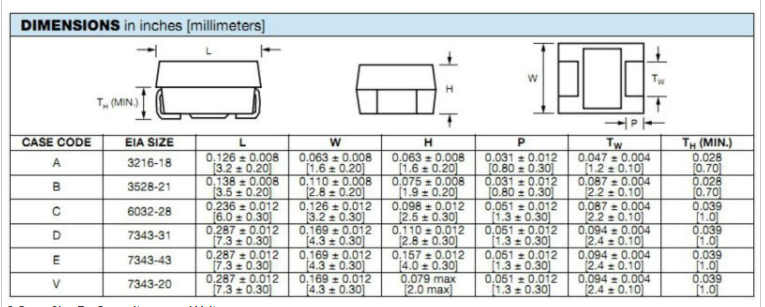 DIMENSIONS in inches [millimeters]
L
TH (MIN.)
H
W
TW
P
CASE CODE EIA SIZE L W H P TW TH (MIN.)
A 3216-18 0.126 ± 0.008 [3.2 ± 0.20] 0.063 ± 0.008 [1.6 ± 0.20] 0.063 ± 0.008 [1.6 ± 0.20] 0.031 ± 0.012 [0.80 ± 0.30] 0.047 ± 0.004 [1.2 ± 0.10] 0.028 [0.70]
B 3528-21 0.138 ± 0.008 [3.5 ± 0.20] 0.110 ± 0.008 [2.8 ± 0.20] 0.075 ± 0.008 [1.9 ± 0.20] 0.031 ± 0.012 [0.80 ± 0.30] 0.087 ± 0.004 [2.2 ± 0.10] 0.028 [0.70]
C 6032-28 0.236 ± 0.012 [6.0 ± 0.30] 0.126 ± 0.012 [3.2 ± 0.30] 0.098 ± 0.012 [2.5 ± 0.30] 0.051 ± 0.012 [1.3 ± 0.30] 0.087 ± 0.004 [2.2 ± 0.10] 0.039 [1.0]
D 7343-31 0.287 ± 0.012 [7.3 ± 0.30] 0.169 ± 0.012 [4.3 ± 0.30] 0.110 ± 0.012 [2.8 ± 0.30] 0.051 ± 0.012 [1.3 ± 0.30] 0.094 ± 0.004 [2.4 ± 0.10] 0.039 [1.0]
E 7343-43 0.287 ± 0.012 [7.3 ± 0.30] 0.169 ± 0.012 [4.3 ± 0.30] 0.157 ± 0.012 [4.0 ± 0.30] 0.051 ± 0.012 [1.3 ± 0.30] 0.094 ± 0.004 [2.4 ± 0.10] 0.039 [1.0]
V 7343-20 0.287 ± 0.012 [7.3 ± 0.30] 0.169 ± 0.012 [4.3 ± 0.30] 0.079 max [2.0 max] 0.051 ± 0.012 [1.3 ± 0.30] 0.094 ± 0.004 [2.4 ± 0.10] 0.039 [1.0]